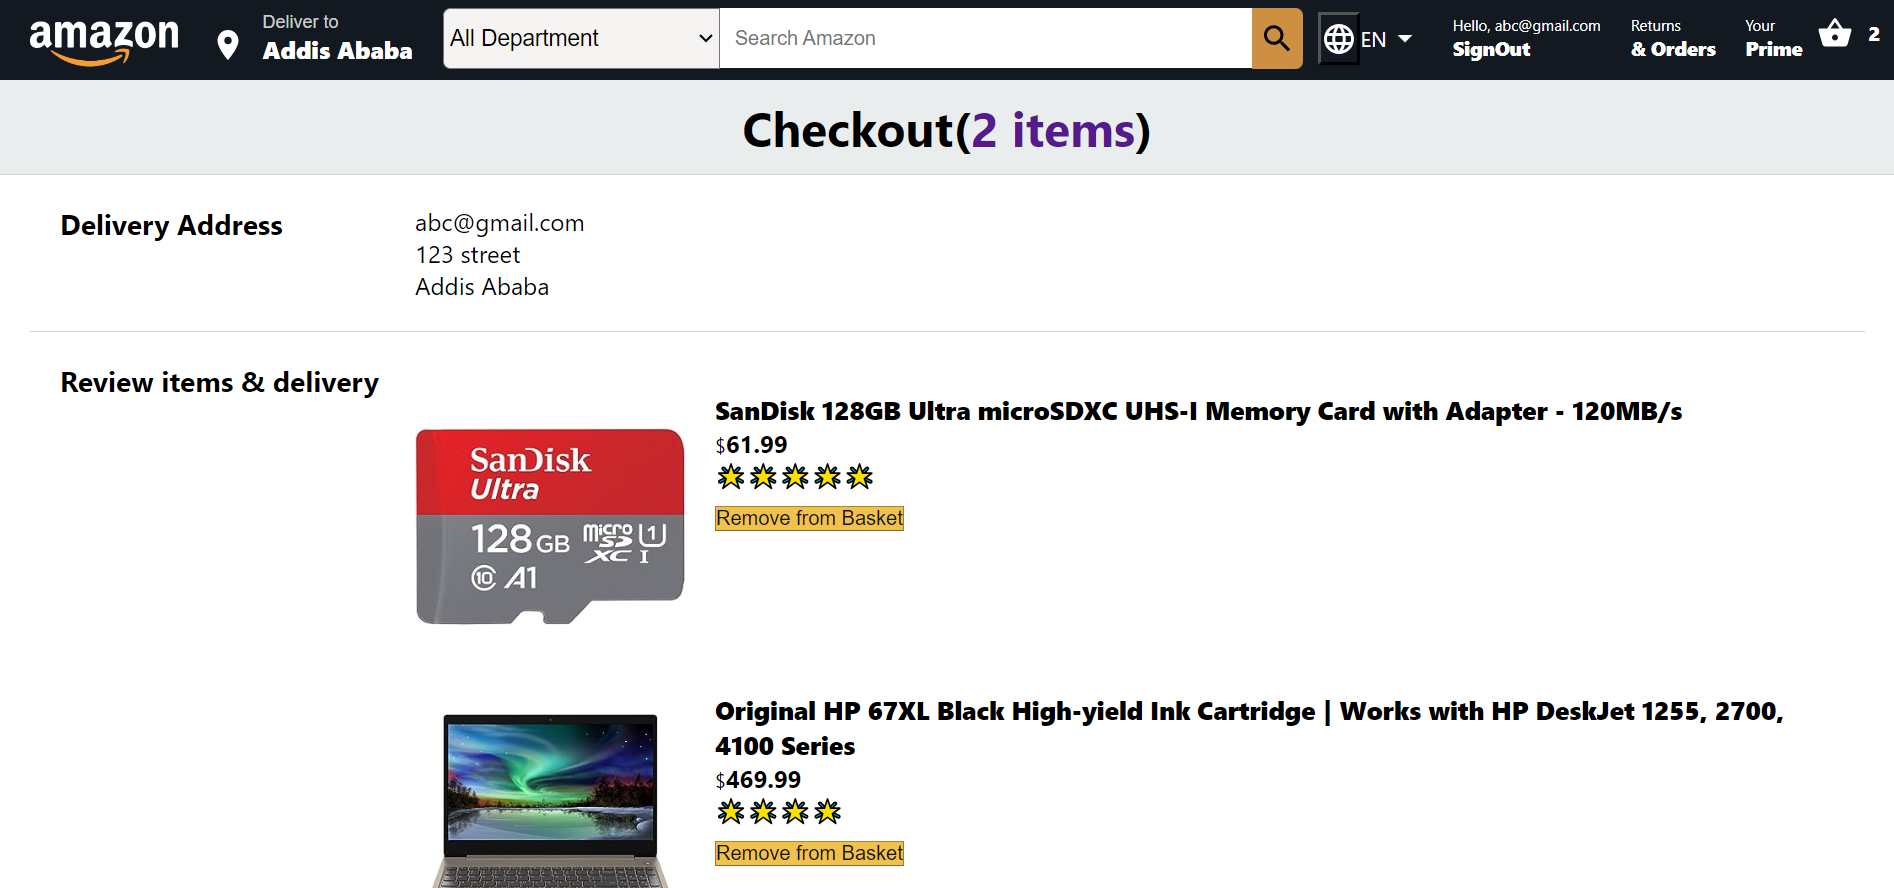 amazon
Deliver to
Addis Ababa
All Department
Search Amazon
EN
Hello, abc@gmail.com
SignOut
Returns
& Orders
Your
Prime
2
Checkout(2 items)
Delivery Address
abc@gmail.com
123 street
Addis Ababa
Review items & delivery
SanDisk
Ultra
128GB
micro
SD
XC I
U1
10 A1
SanDisk 128GB Ultra microSDXC UHS-I Memory Card with Adapter - 120MB/s
$61.99
Remove from Basket
Original HP 67XL Black High-yield Ink Cartridge | Works with HP DeskJet 1255, 2700,
4100 Series
$469.99
Remove from Basket